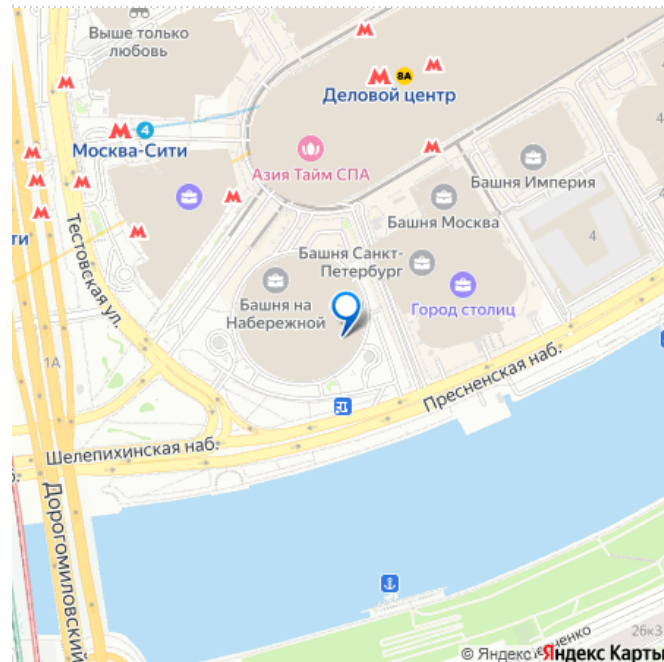 Выше только
любовь
8А
Деловой центр
4
Москва-Сити
Азия Тайм СПА
Башня Империя
Башня Москва
4
4
Башня Санкт-
Петербург
Город столиц
Башня на
Набережной
Тестовская ул.
1А
Пресненская наб.
Шелепихинская наб.
Дорогомиловский
26к3
© Яндекс
Яндекс Карты